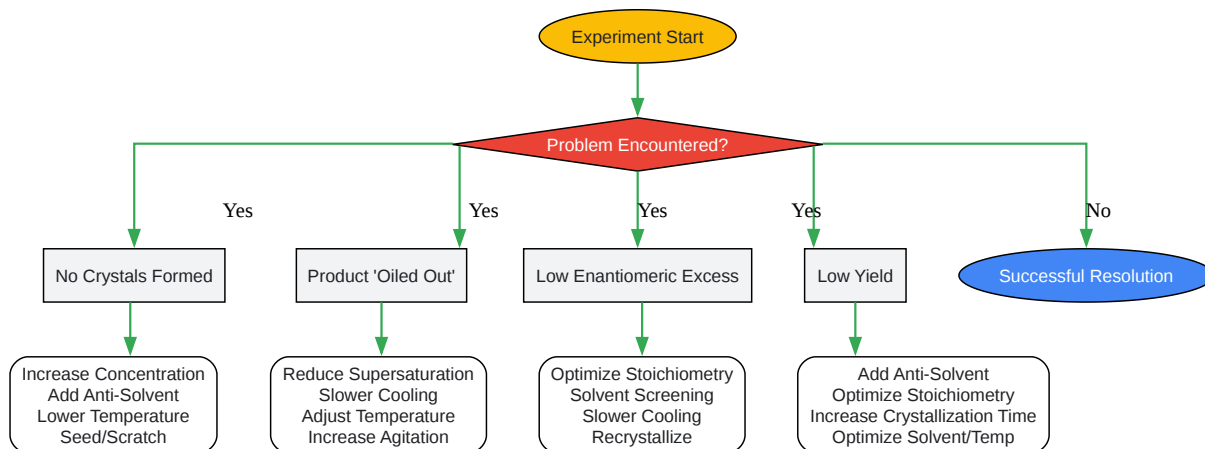 Experiment Start
Problem Encountered?
Yes
Yes
Yes
Yes
No
No Crystals Formed
Product 'Oiled Out'
Low Enantiomeric Excess
Low Yield
Successful Resolution
Increase Concentration
Add Anti-Solvent
Lower Temperature
Seed/Scratch
Reduce Supersaturation
Slower Cooling
Adjust Temperature
Increase Agitation
Optimize Stoichiometry
Solvent Screening
Slower Cooling
Recrystallize
Add Anti-Solvent
Optimize Stoichiometry
Increase Crystallization Time
Optimize Solvent/Temp